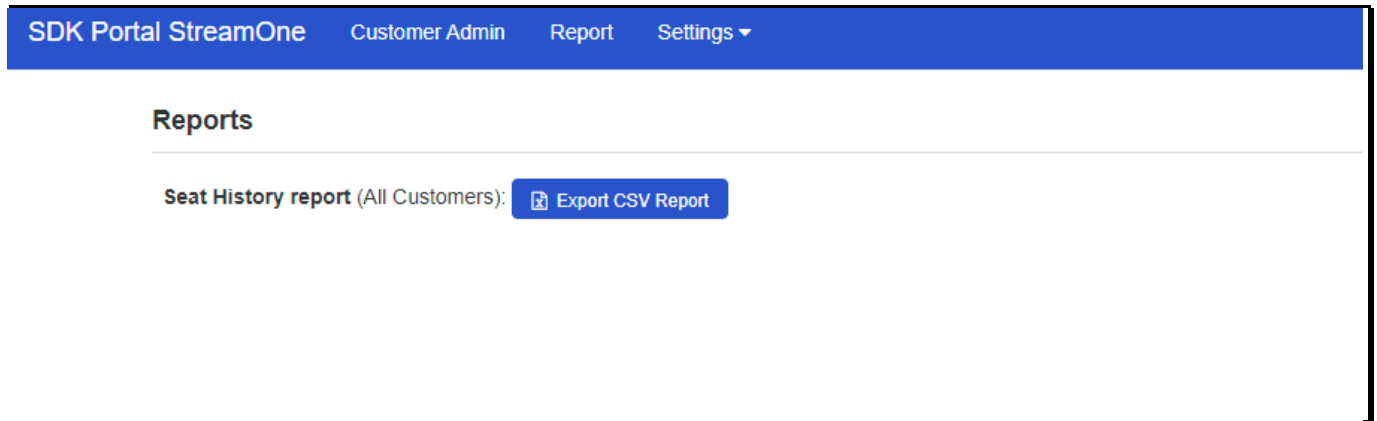 SDK Portal StreamOne Customer Admin Report Settings
Reports
Seat History report (All Customers): Export CSV Report